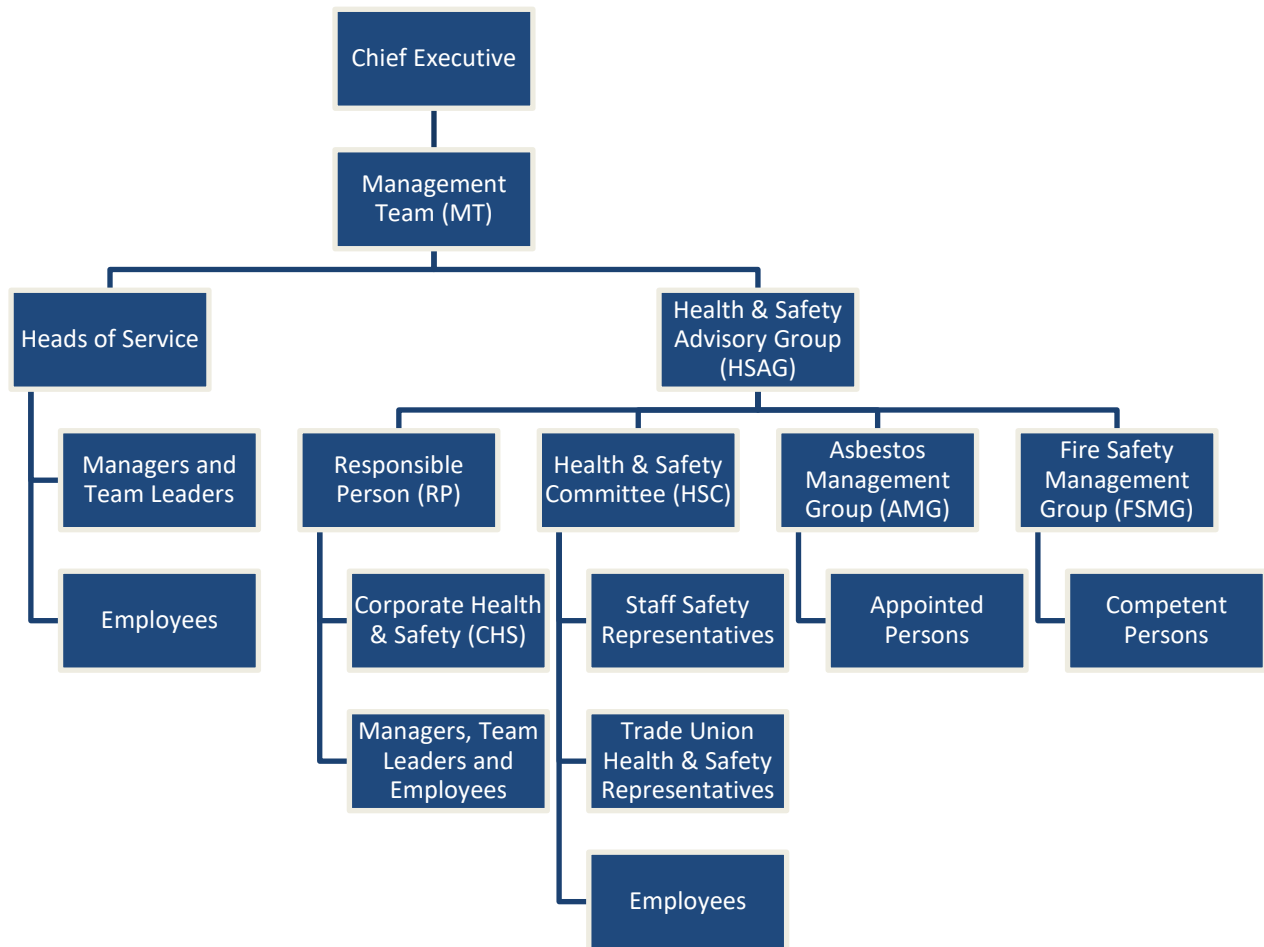 Chief Executive
Management
Team (MT)
Heads of Service
Health & Safety
Advisory Group
(HSAG)
Managers and
Team Leaders
Employees
Responsible
Person (RP)
Corporate Health
& Safety (CHS)
Managers, Team
Leaders and
Employees
Health & Safety
Committee (HSC)
Staff Safety
Representatives
Trade Union
Health & Safety
Representatives
Employees
Asbestos
Management
Group (AMG)
Appointed
Persons
Fire Safety
Management
Group (FSMG)
Competent
Persons